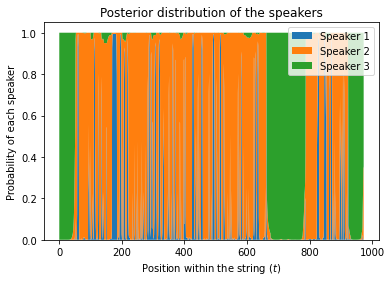 Posterior distribution of the speakers
Speaker 1
Speaker 2
Speaker 3
Probability of each speaker
1.0
0.8
0.6
0.4
0.2
0.0
0
200
400
600
800
1000
Position within the string (t)